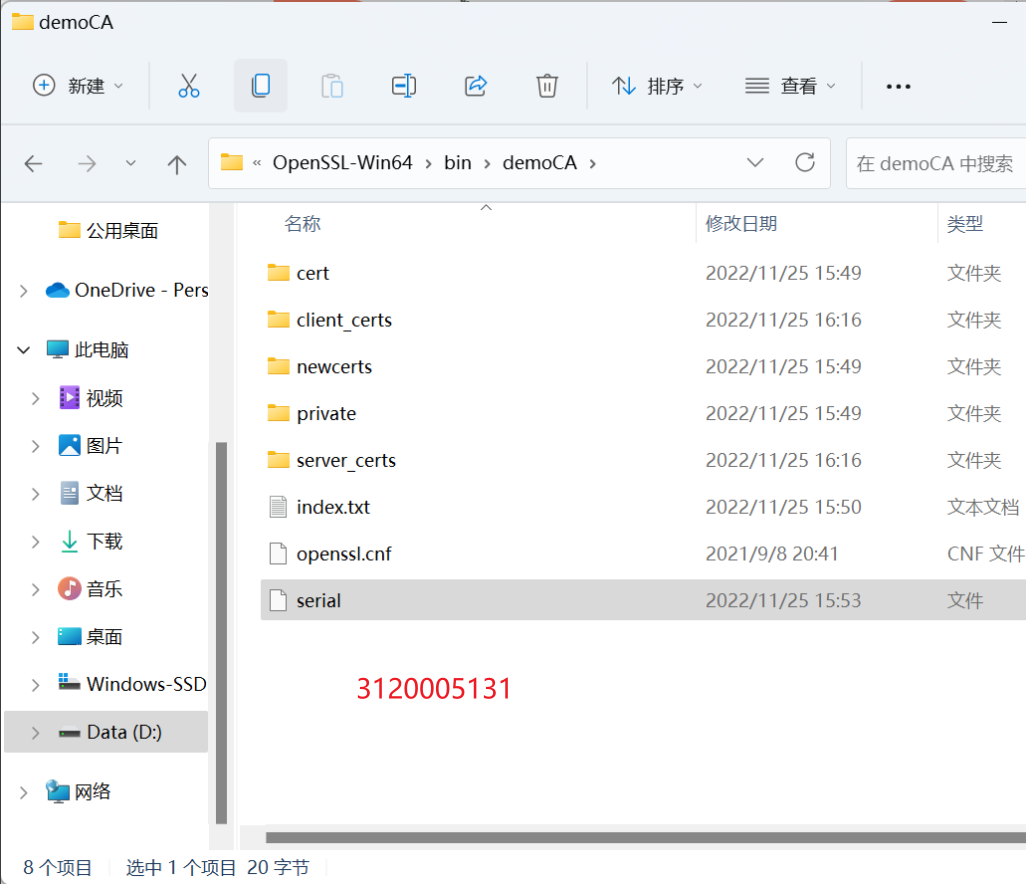 demoCA
新建 排序 查看
« OpenSSL-Win64 › bin › demoCA › 在 demoCA 中搜索
名称 修改日期 类型
公用桌面
OneDrive - Pers
此电脑
视频
图片
文档
下载
音乐
桌面
Windows-SSD
Data (D:)
网络
cert 2022/11/25 15:49 文件夹
client_certs 2022/11/25 16:16 文件夹
newcerts 2022/11/25 15:49 文件夹
private 2022/11/25 15:49 文件夹
server_certs 2022/11/25 16:16 文件夹
index.txt 2022/11/25 15:50 文本文档
openssl.cnf 2021/9/8 20:41 CNF 文件
serial 2022/11/25 15:53 文件
3120005131
8 个项目 选中 1 个项目 20 字节